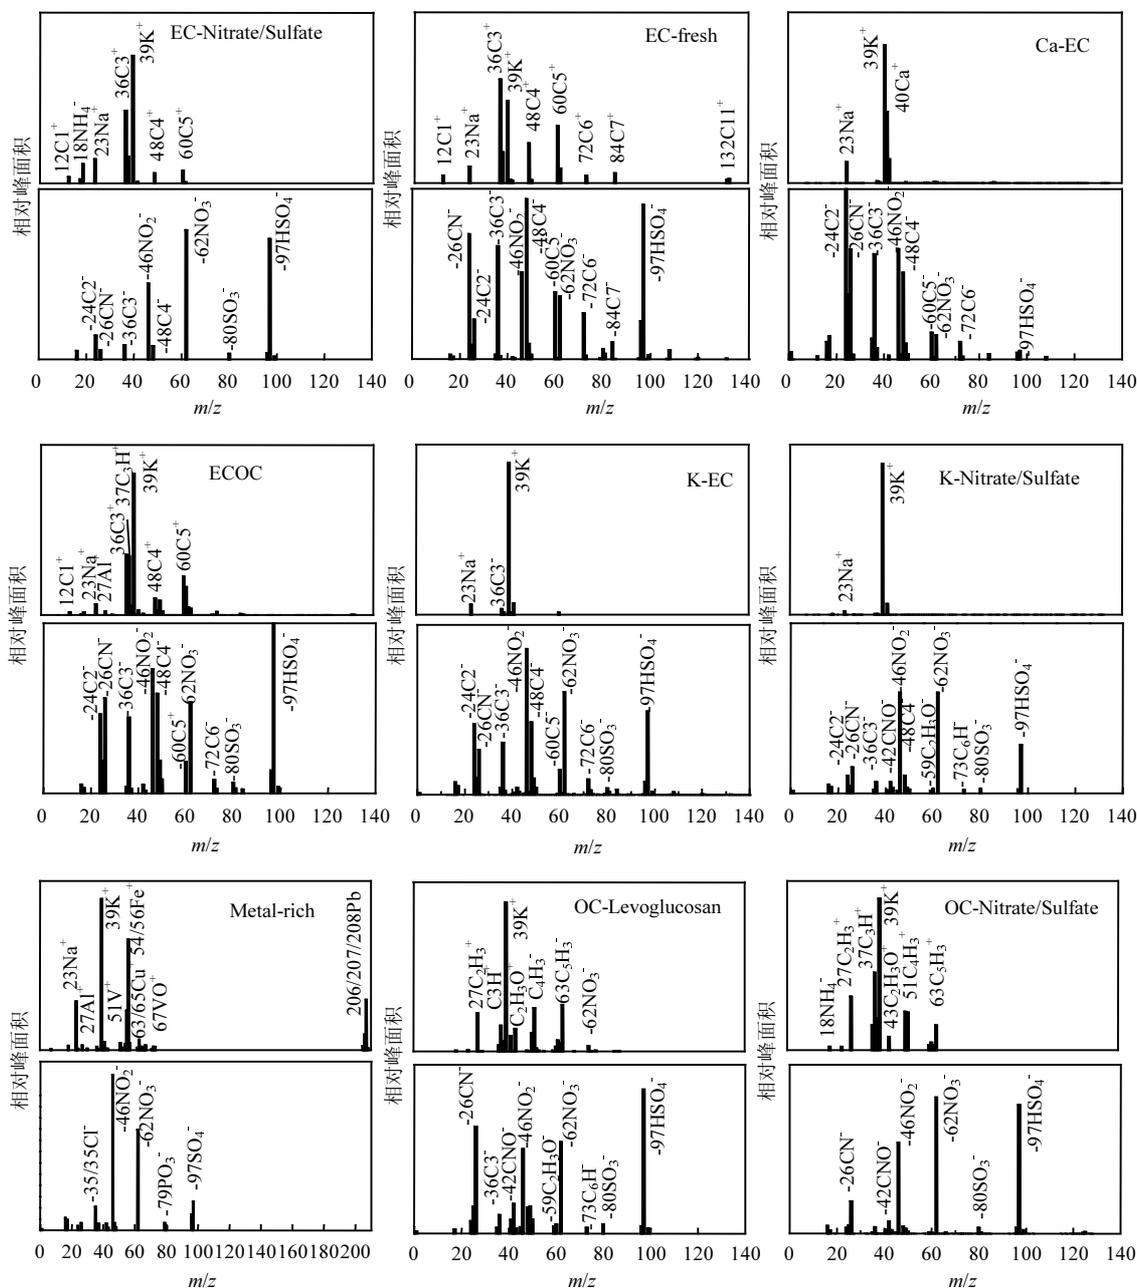 EC-Nitrate/Sulfate
12C1⁺
18NH₄⁻
23Na⁺
36C3⁺
39K⁺
48C4⁺
60C5⁺
相对峰面积
-24C2⁻
-26CN⁻
-36C3⁻
-46NO₂⁻
-48C4⁻
-62NO₃⁻
-80SO₃⁻
-97HSO₄⁻
0 20 40 60 80 100 120 140
m/z
EC-fresh
12C1⁺
23Na⁺
36C3⁺
39K⁺
48C4⁺
60C5⁺
72C6⁺
84C7⁺
132C11⁺
相对峰面积
-26CN⁻
-24C2⁻
-36C3⁻
-46NO₂⁻
-48C4⁻
-60C5⁻
-62NO₃⁻
-72C6⁻
-84C7⁻
-97HSO₄⁻
0 20 40 60 80 100 120 140
m/z
Ca-EC
23Na⁺
39K⁺
40Ca⁺
相对峰面积
-24C2⁻
-26CN⁻
-36C3⁻
-46NO₂⁻
-48C4⁻
-60C5⁻
-62NO₃⁻
-72C6⁻
-97HSO₄⁻
0 20 40 60 80 100 120 140
m/z
ECOC
12C1⁺
23Na⁺
27Al
36C3⁺
37C₃H⁺
39K⁺
48C4⁺
60C5⁺
相对峰面积
-24C2⁻
-26CN⁻
-36C3⁻
-46NO₂⁻
-48C4⁻
-60C5⁺
62NO₃⁻
-72C6⁻
-80SO₃⁻
-97HSO₄⁻
0 20 40 60 80 100 120 140
m/z
K-EC
23Na⁺
36C3⁻
39K⁺
相对峰面积
-24C2⁻
-26CN⁻
-36C3⁻
-46NO₂⁻
-48C4⁻
-60C5⁻
-62NO₃⁻
-72C6⁻
-80SO₃⁻
-97HSO₄⁻
0 20 40 60 80 100 120 140
m/z
K-Nitrate/Sulfate
23Na⁺
39K⁺
相对峰面积
-24C2⁻
-26CN⁻
-36C3⁻
-42CNO⁻
-46NO₂⁻
-48C4⁻
-59C₂H₃O⁻
-62NO₃⁻
-73C₆H⁻
-80SO₃⁻
-97HSO₄⁻
0 20 40 60 80 100 120 140
m/z
Metal-rich
23Na⁺
27Al⁺
39K⁺
51V⁺
54/56Fe⁺
63/65Cu⁺
67VO⁺
206/207/208Pb
相对峰面积
-35/35Cl⁻
-46NO₂⁻
-62NO₃⁻
-79PO₃⁻
-97SO₄⁻
0 20 40 60 80 100 120 140 160 180 200
m/z
OC-Levoglucosan
27C₂H₃⁺
C3H⁺
39K⁺
C₂H₃O⁺
C₄H₃⁻
63C₅H₃⁻
-62NO₃⁻
相对峰面积
-26CN⁻
-36C3⁻
-42CNO⁻
-46NO₂⁻
-59C₂H₃O⁻
-62NO₃⁻
-73C₆H⁻
-80SO₃⁻
-97HSO₄⁻
0 20 40 60 80 100 120 140
m/z
OC-Nitrate/Sulfate
18NH₄⁻
27C₂H₃⁺
37C₃H⁺
39K⁺
43C₂H₃O⁺
51C₄H₃⁺
63C₅H₃⁺
相对峰面积
-26CN⁻
-42CNO⁻
-46NO₂⁻
-62NO₃⁻
-80SO₃⁻
-97HSO₄⁻
0 20 40 60 80 100 120 140
m/z